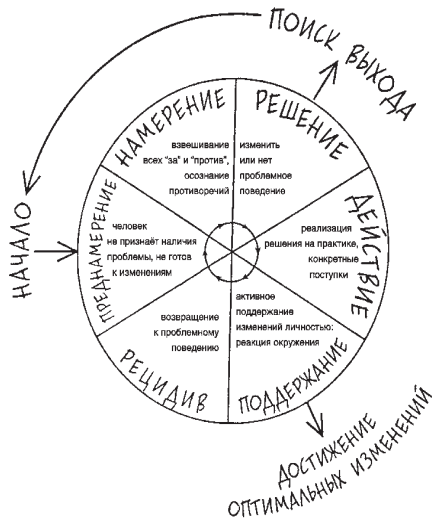 ПОИСК ВЫХОДА
НАЧАЛО
ПРЕДНАМЕРЕНИЕ
человек
не признаёт наличия
проблемы, не готов
к изменениям
НАМЕРЕНИЕ
взвешивание
всех "за" и "против",
осознание
противоречий
РЕШЕНИЕ
изменить
или нет
проблемное
поведение
ДЕЙСТВИЕ
реализация
решения на практике,
конкретные
поступки
ПОДДЕРЖАНИЕ
активное
поддержание
изменений личностью:
реакция окружения
РЕЦИДИВ
возвращение
к проблемному
поведению
ДОСТИЖЕНИЕ
ОПТИМАЛЬНЫХ ИЗМЕНЕНИЙ